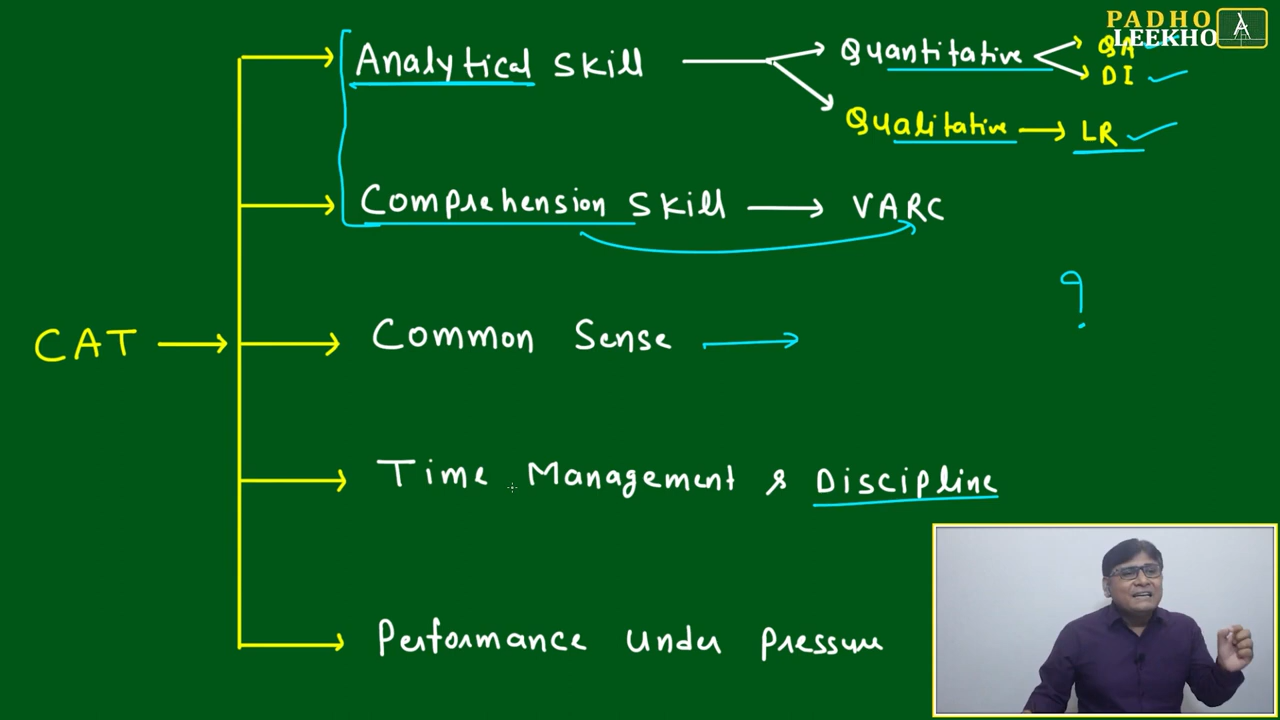 PADHO
LEEKHO
Analytical Skill
Quantitative
QA
DI
Qualitative
LR
Comprehension Skill
VARC
?
CAT
Common Sense
Time Management & Discipline
Performance Under Pressure